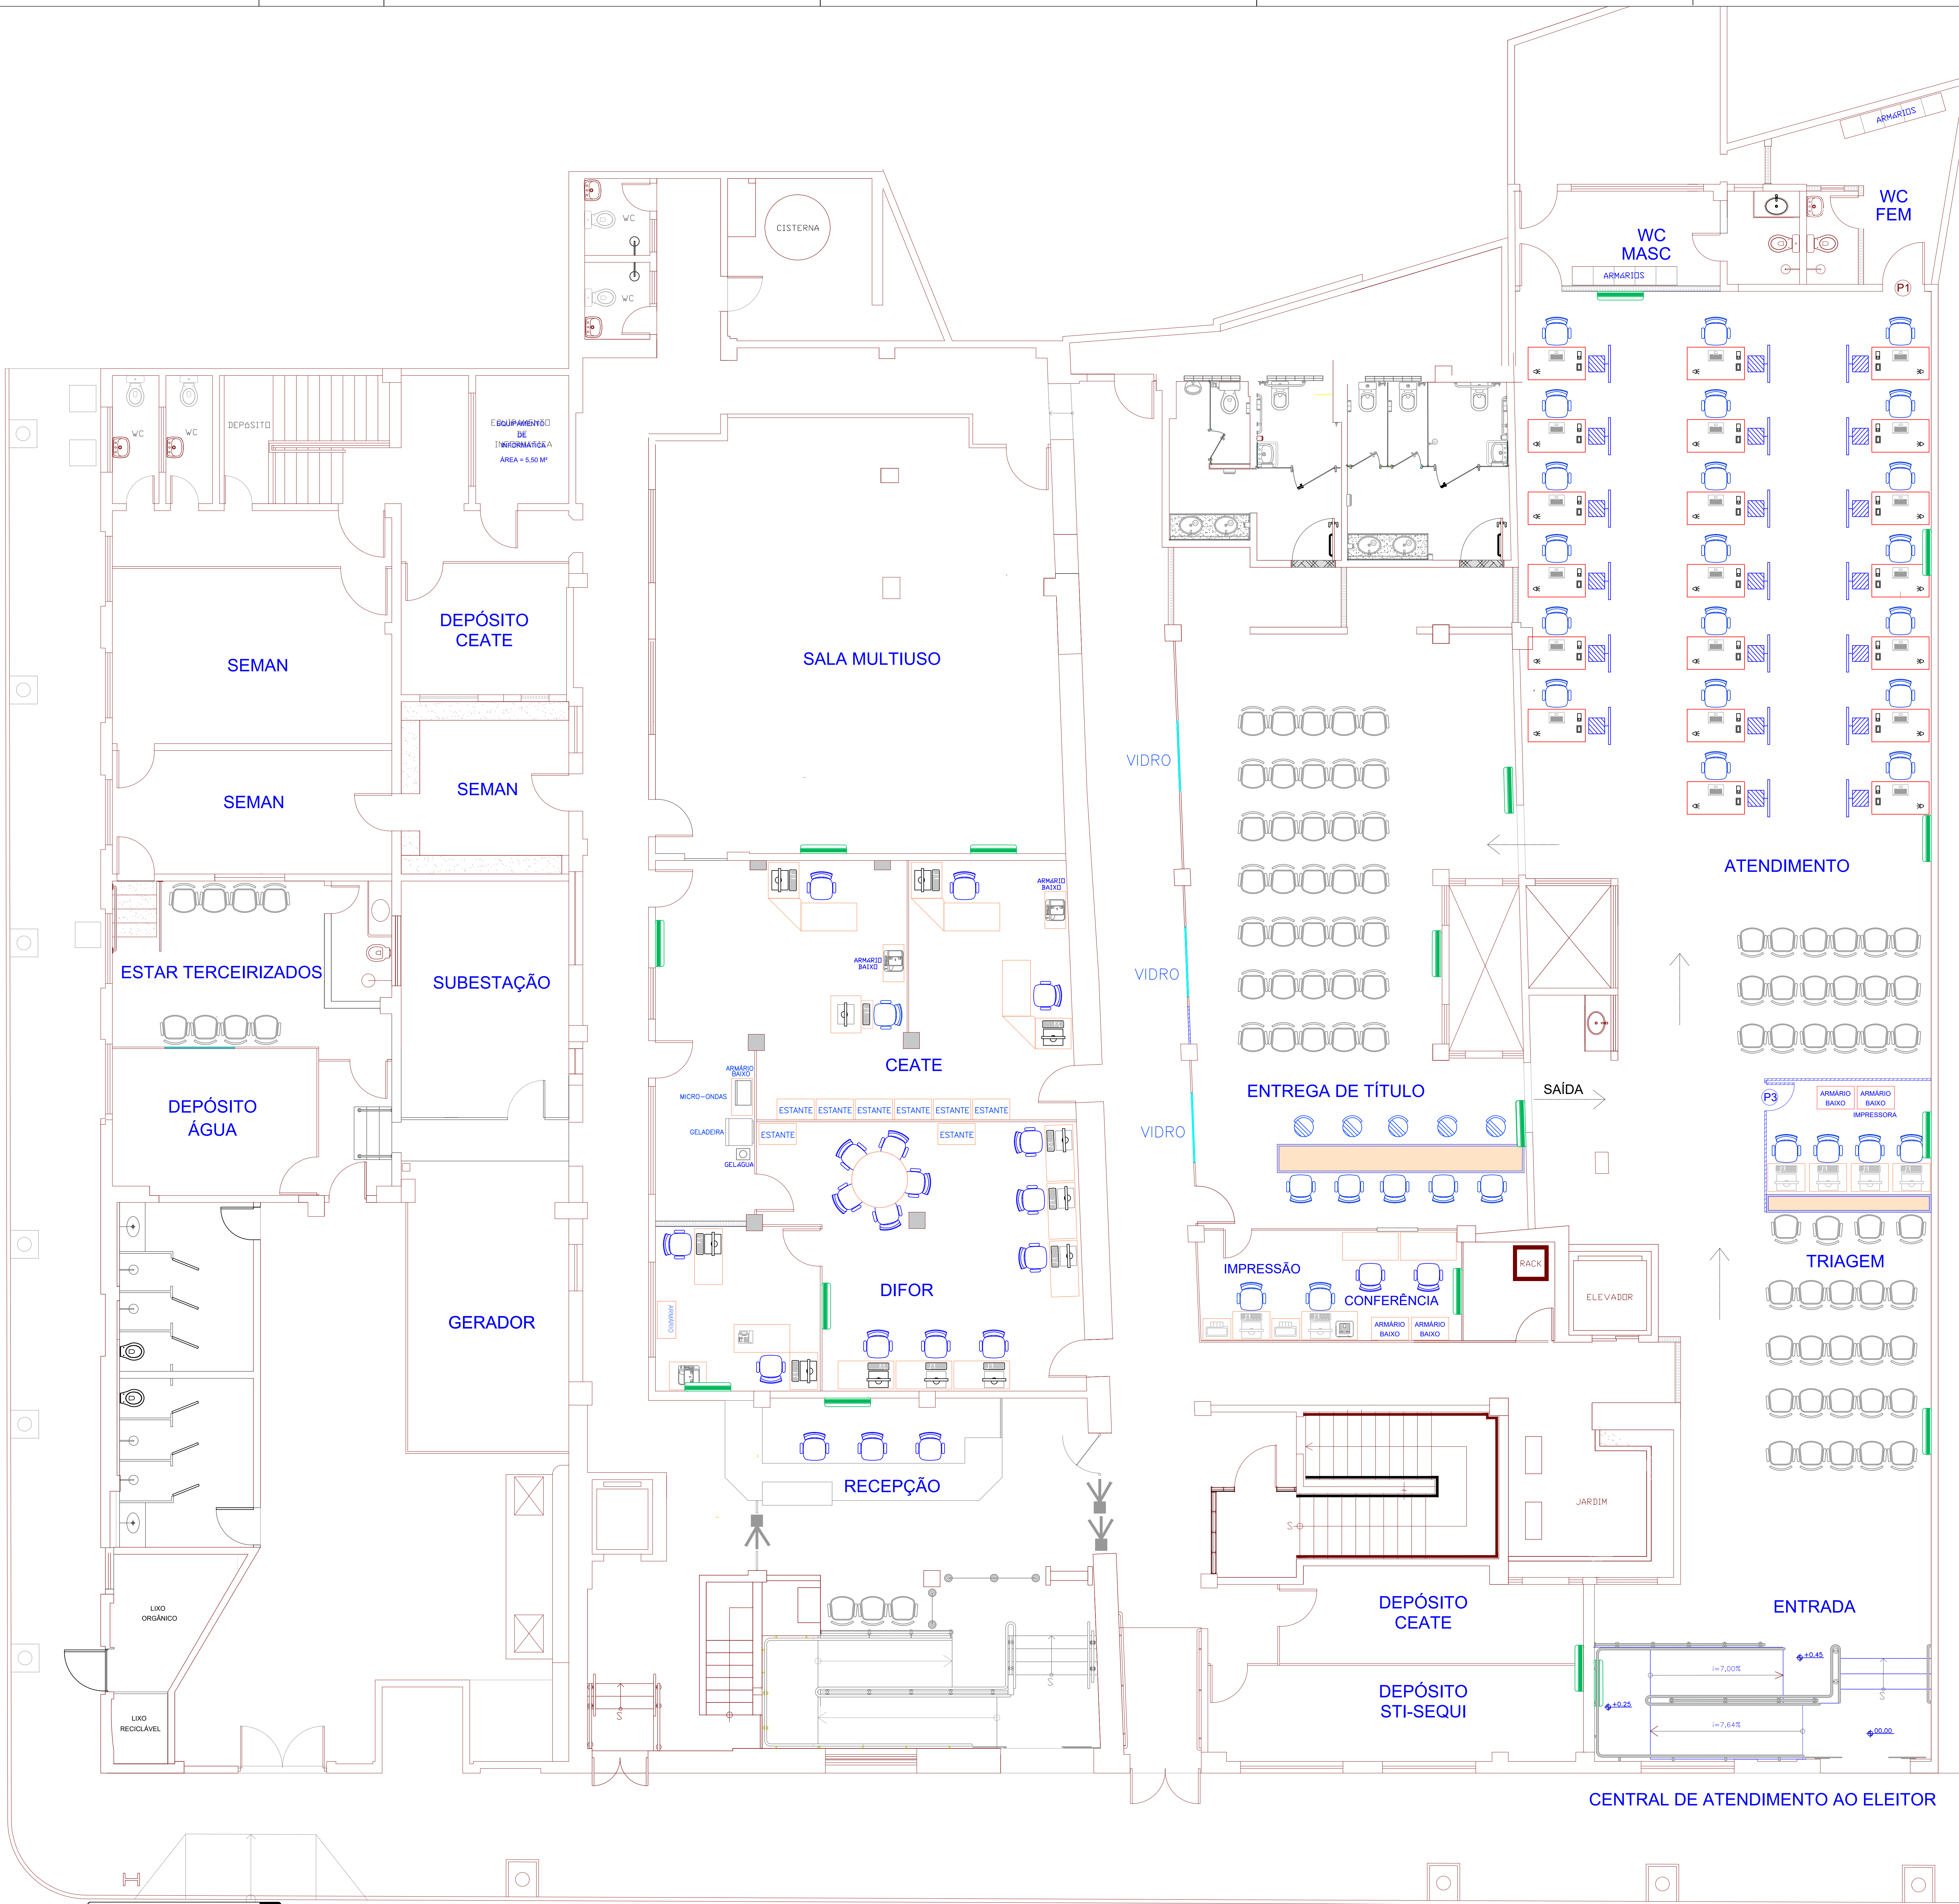 ARMÁRIOS
WC
FEM
WC
MASC
ARMÁRIOS
P1
WC
CISTERNA
WC
WC
WC
DEPÓSITO
EQUIPAMENTO
DE
INFORMÁTICA
ÁREA = 5,50 M²
DEPÓSITO
CEATE
SEMAN
SALA MULTIUSO
SEMAN
SEMAN
VIDRO
ATENDIMENTO
ARMÁRIO
BAIXO
ARMÁRIO
BAIXO
ESTAR TERCEIRIZADOS
SUBESTAÇÃO
VIDRO
CEATE
ARMÁRIO
BAIXO
MICRO-ONDAS
ENTREGA DE TÍTULO
SAÍDA
P3
ARMÁRIO
BAIXO
ARMÁRIO
BAIXO
IMPRESSORA
DEPÓSITO
ÁGUA
ESTANTE
ESTANTE
ESTANTE
ESTANTE
ESTANTE
ESTANTE
GELADEIRA
ESTANTE
ESTANTE
VIDRO
GELÁGUA
TRIAGEM
IMPRESSÃO
RACK
DIFOR
CONFERÊNCIA
ELEVADOR
ARMÁRIO
GERADOR
ARMÁRIO
BAIXO
ARMÁRIO
BAIXO
RECEPÇÃO
JARDIM
S
LIXO
ORGÂNICO
DEPÓSITO
CEATE
ENTRADA
+0.45
i=7,00%
S
S
DEPÓSITO
STI-SEQUI
+0.25
LIXO
RECICLÁVEL
S
i=7,64%
00.00
CENTRAL DE ATENDIMENTO AO ELEITOR